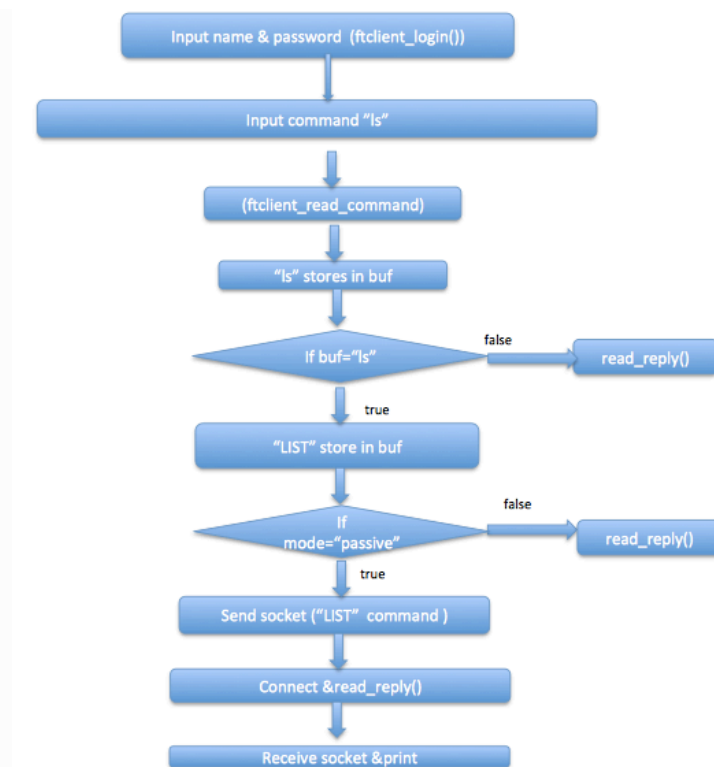 Input name & password  (ftclient_login())
Input command “ls”
(ftclient_read_command)
“ls” stores in buf
If buf=“ls”
false
read_reply()
true
“LIST” store in buf
If
mode=“passive”
false
read_reply()
true
Send socket (“LIST”  command )
Connect &read_reply()
Receive socket &print